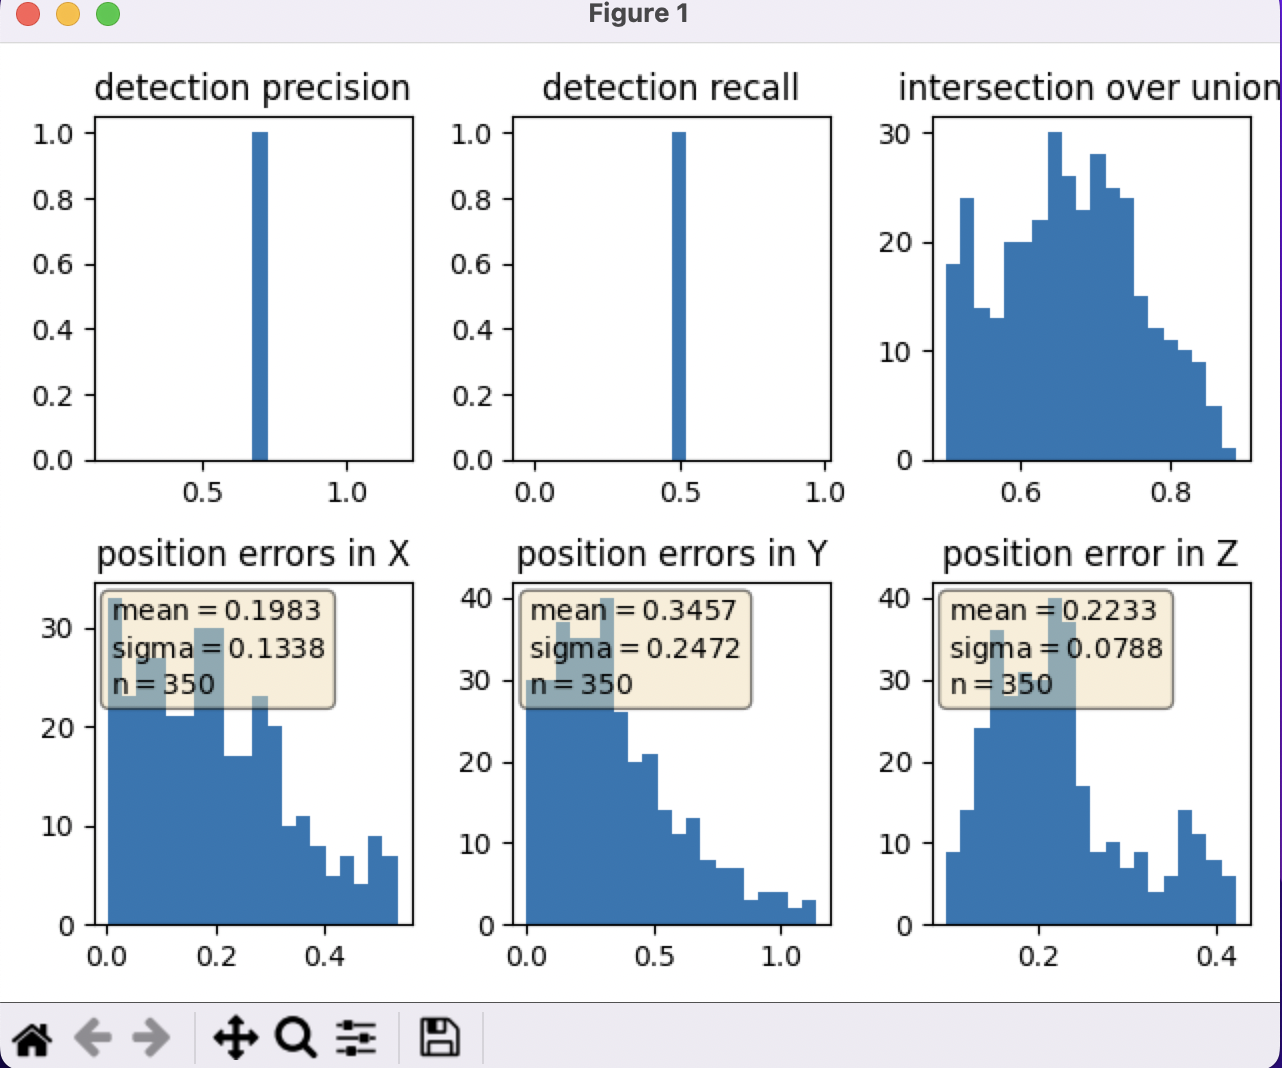 Figure 1
detection precision
1.0
0.8
0.6
0.4
0.2
0.0
0.5 1.0
detection recall
1.0
0.8
0.6
0.4
0.2
0.0
0.0 0.5 1.0
intersection over union
30
20
10
0
0.6 0.8
position errors in X
mean = 0.1983
sigma = 0.1338
n = 350
30
20
10
0
0.0 0.2 0.4
position errors in Y
mean = 0.3457
sigma = 0.2472
n = 350
40
30
20
10
0
0.0 0.5 1.0
position error in Z
mean = 0.2233
sigma = 0.0788
n = 350
40
30
20
10
0
0.2 0.4